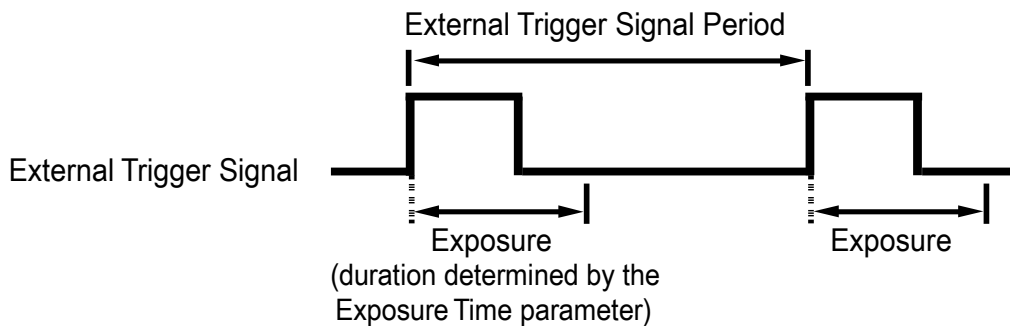 External Trigger Signal Period
External Trigger Signal
Exposure
(duration determined by the
Exposure Time parameter)
Exposure